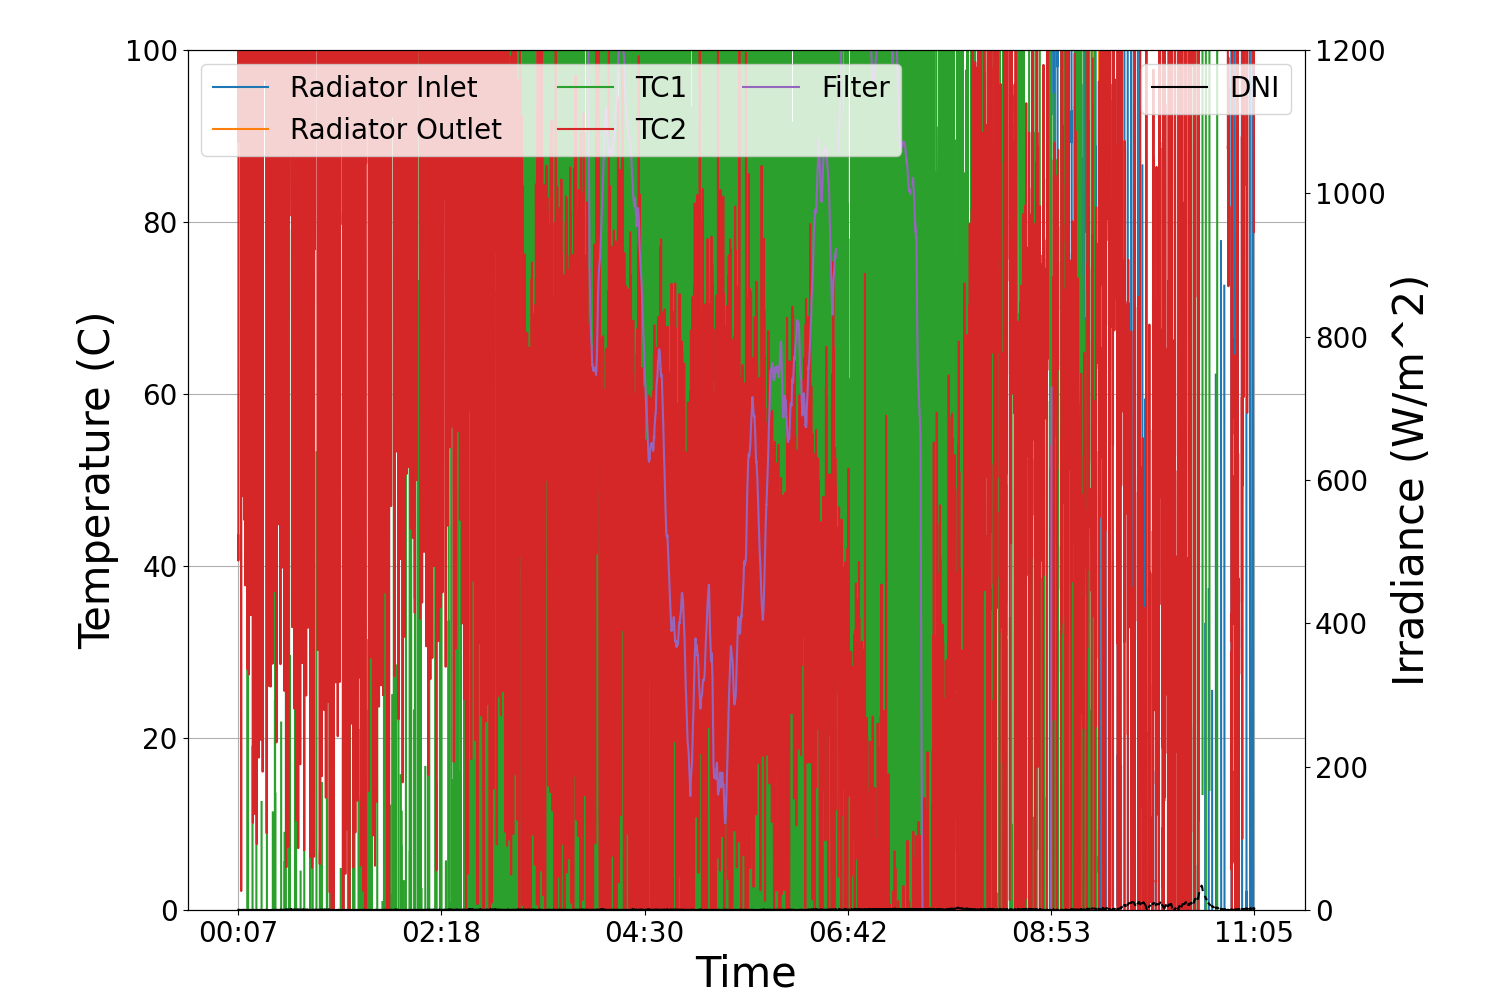 Radiator Inlet
Radiator Outlet
TC1
TC2
Filter
DNI
Temperature (C)
100
80
60
40
20
0
Irradiance (W/m^2)
1200
1000
800
600
400
200
0
00:07 02:18 04:30 06:42 08:53 11:05
Time